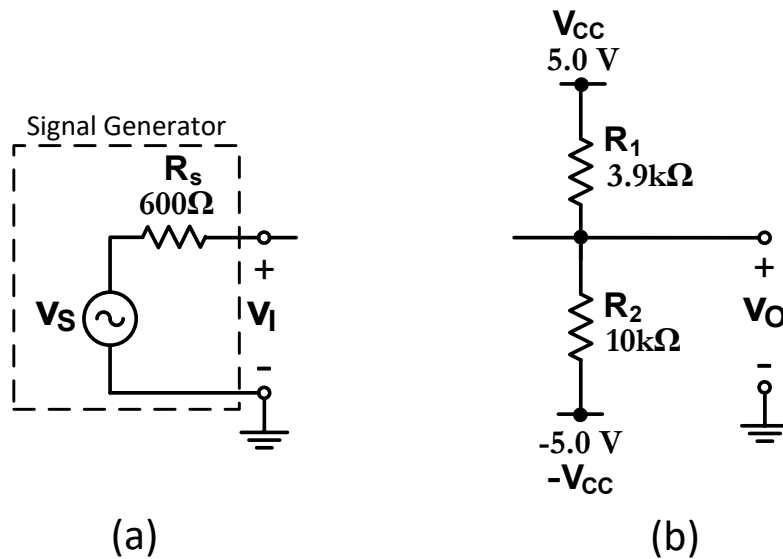 Signal Generator
Rs
600Ω
+
vS
vI
-
(a)
VCC
5.0 V
R1
3.9kΩ
+
R2
10kΩ
vO
-
-5.0 V
-VCC
(b)